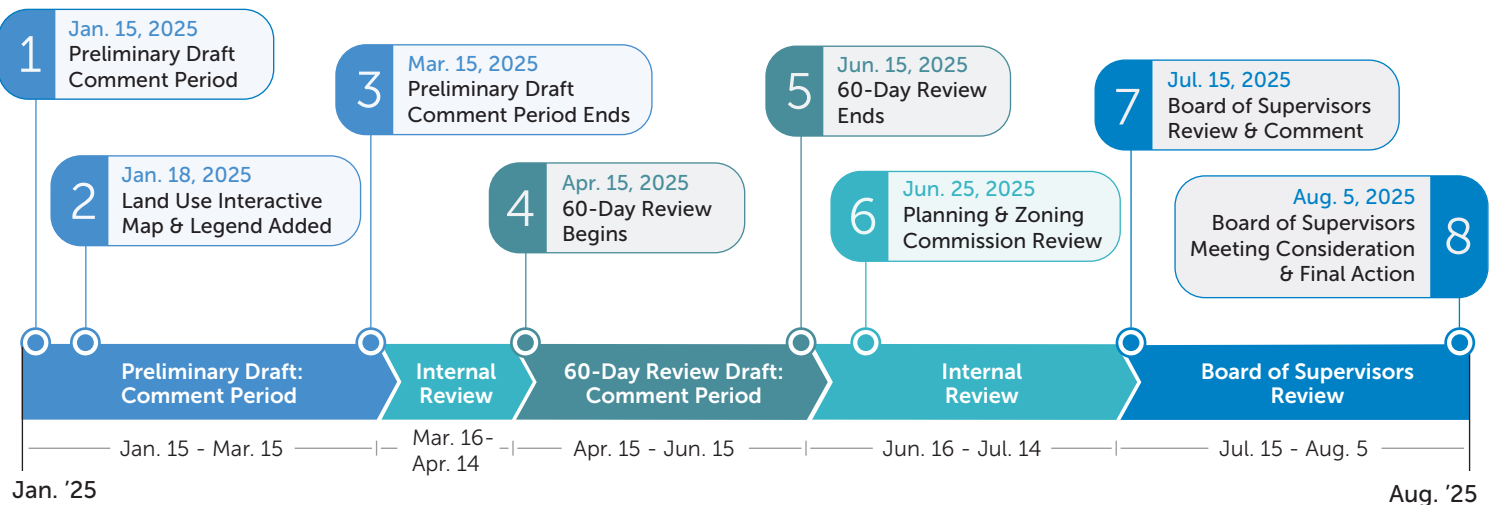 1
Jan. 15, 2025
Preliminary Draft
Comment Period
2
Jan. 18, 2025
Land Use Interactive
Map & Legend Added
3
Mar. 15, 2025
Preliminary Draft
Comment Period Ends
4
Apr. 15, 2025
60-Day Review
Begins
5
Jun. 15, 2025
60-Day Review
Ends
6
Jun. 25, 2025
Planning & Zoning
Commission Review
7
Jul. 15, 2025
Board of Supervisors
Review & Comment
8
Aug. 5, 2025
Board of Supervisors
Meeting Consideration
& Final Action
Preliminary Draft:
Comment Period
Internal
Review
60-Day Review Draft:
Comment Period
Internal
Review
Board of Supervisors
Review
Jan. 15 - Mar. 15
Mar. 16-
Apr. 14
Apr. 15 - Jun. 15
Jun. 16 - Jul. 14
Jul. 15 - Aug. 5
Jan. '25
Aug. '25